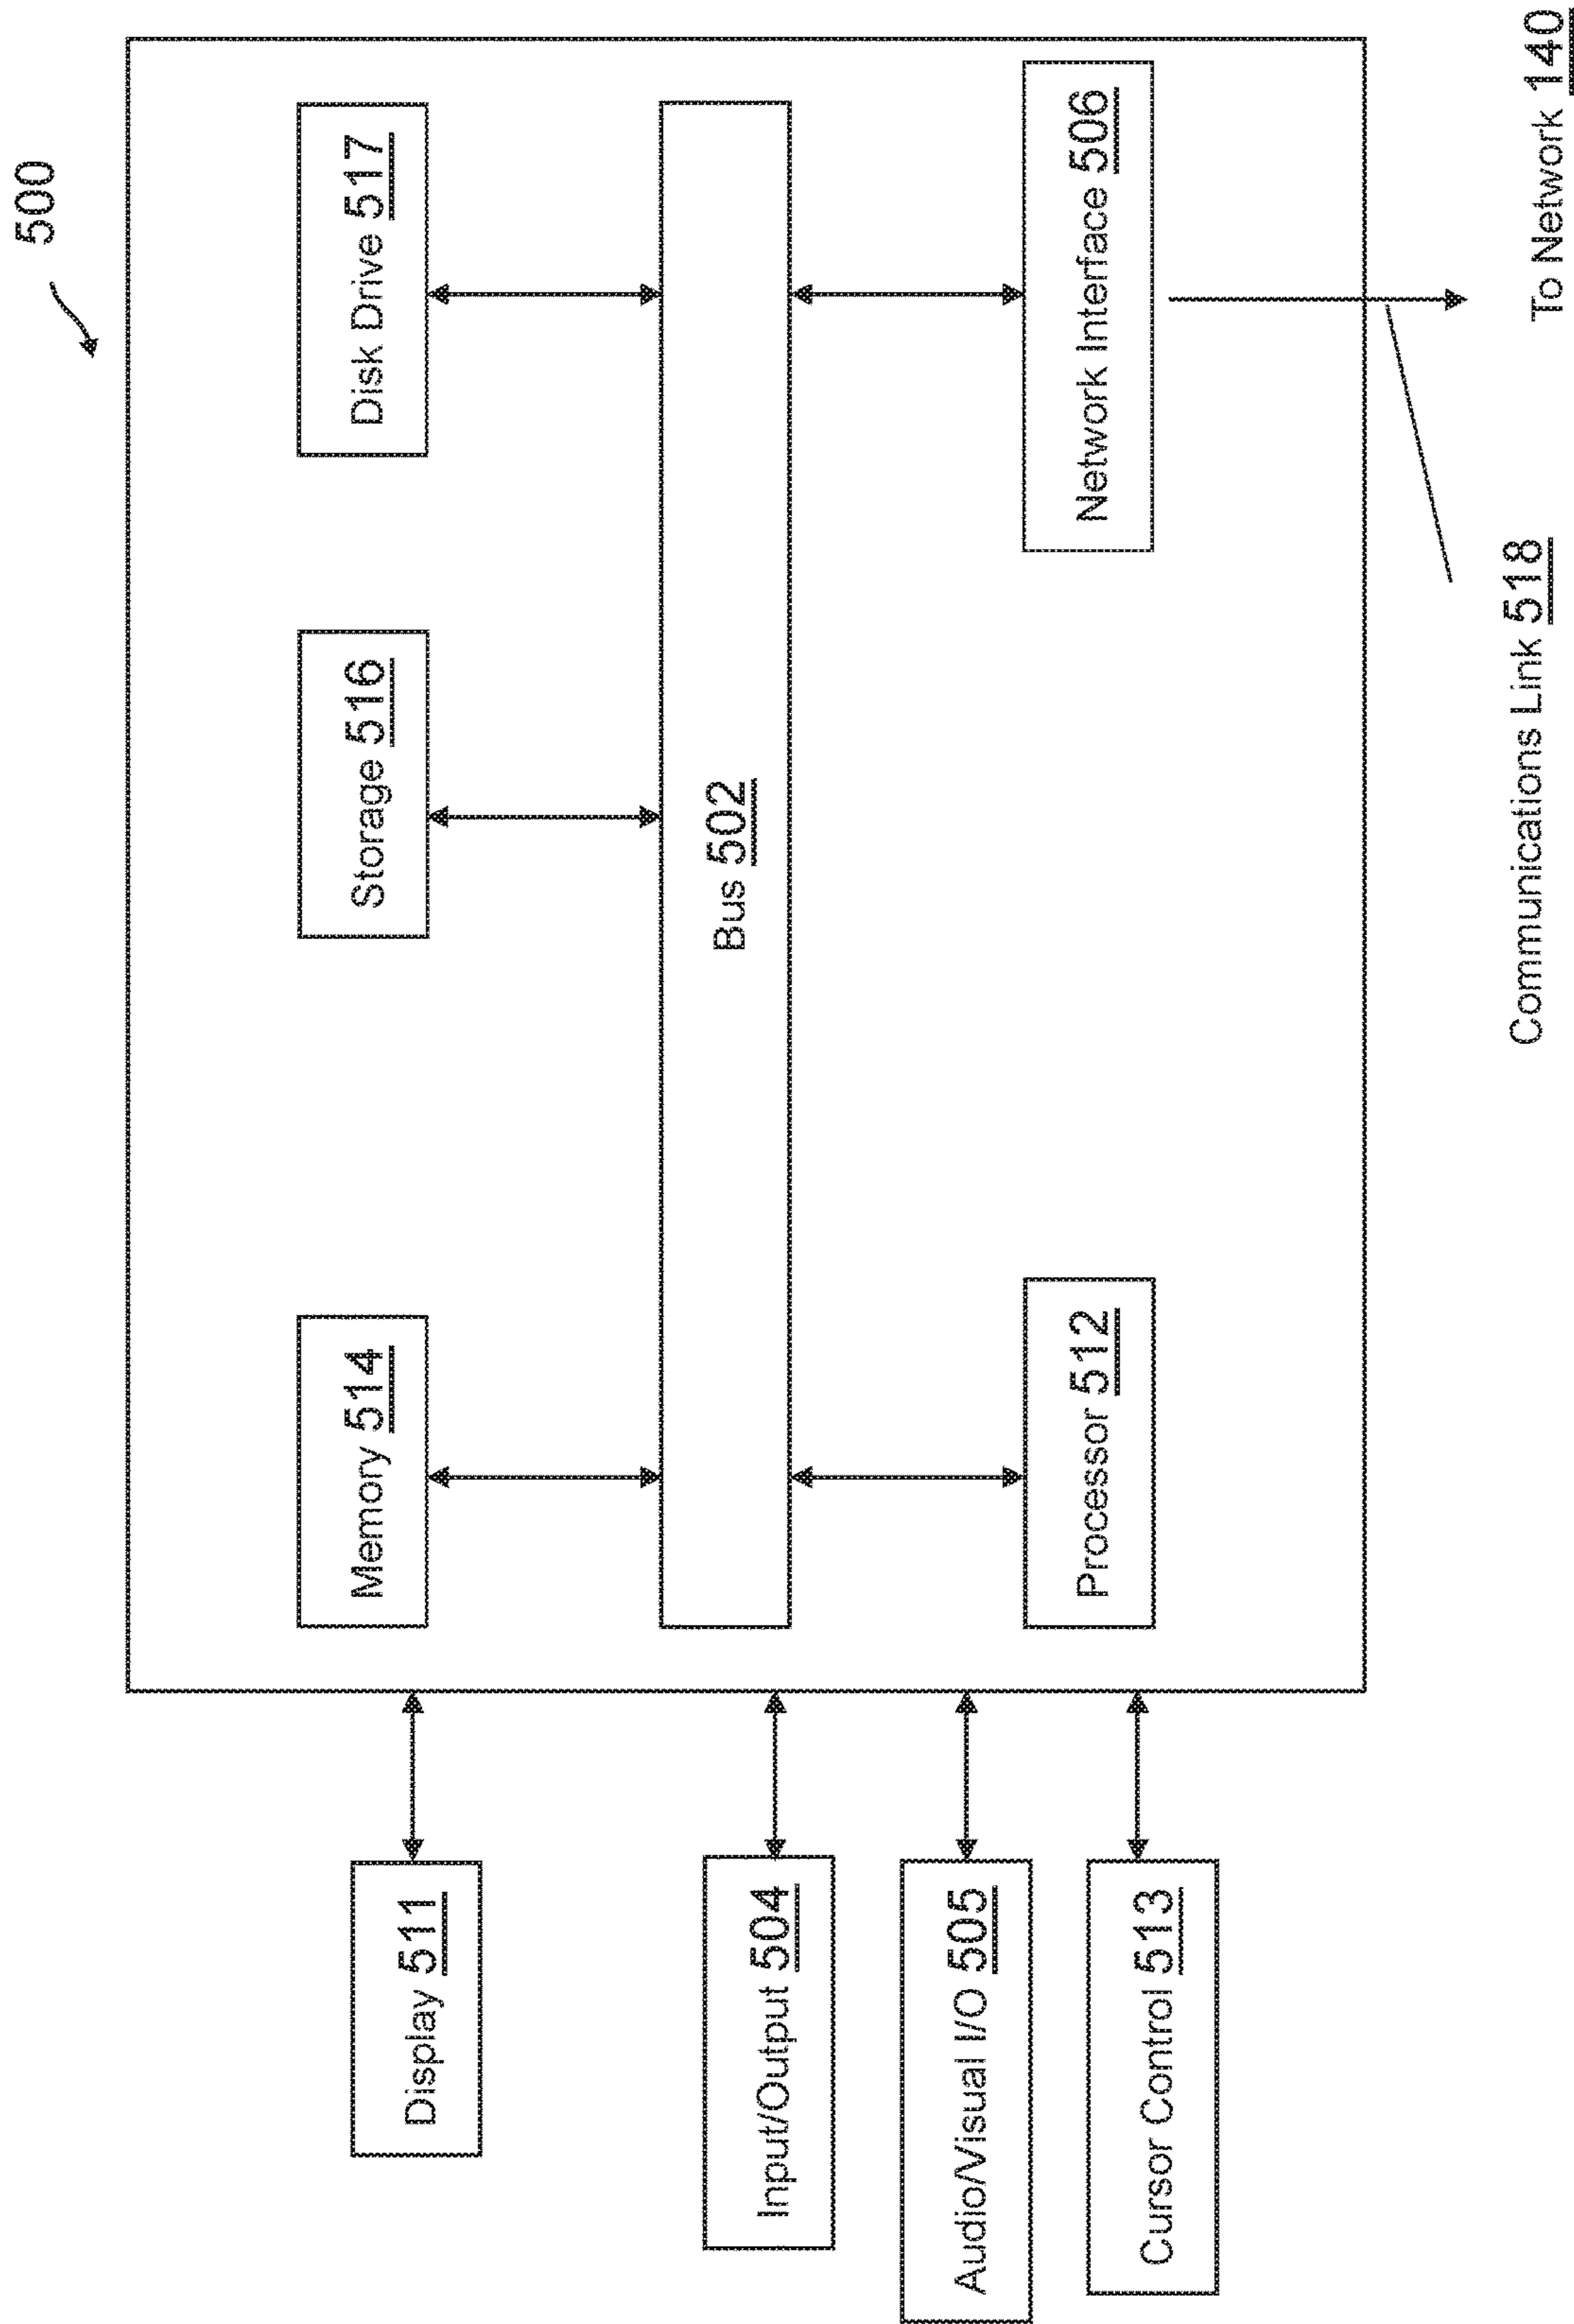 500
Display 511
Memory 514
Storage 516
Disk Drive 517
Input/Output 504
Bus 502
Audio/Visual I/O 505
Cursor Control 513
Processor 512
Network Interface 506
Communications Link 518
To Network 140